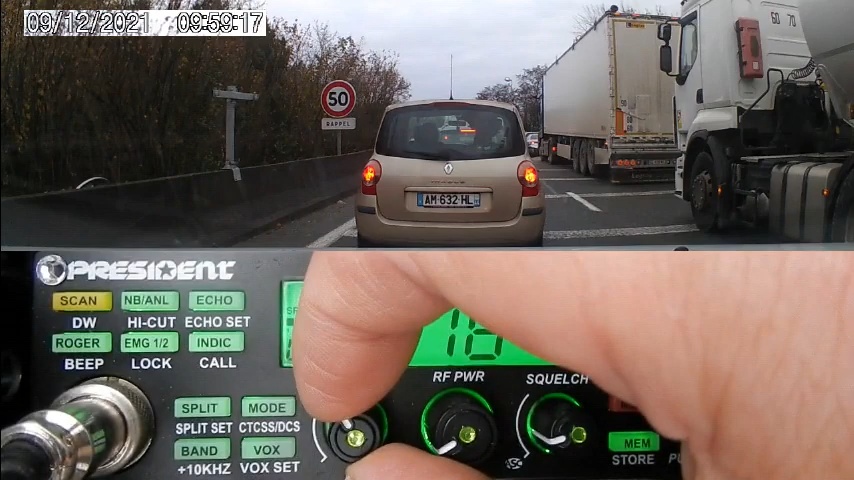 09/12/2021 09:59:17
60 70
50
RAPPEL
AM-632-HL
PRESIDENT
SCAN NB/ANL ECHO
DW HI-CUT ECHO SET
ROGER EMG 1/2 INDIC
BEEP LOCK CALL
18
RF PWR SQUELCH
SPLIT MODE
SPLIT SET CTCSS/DCS
BAND VOX
+10KHZ VOX SET
ASC
MEM
STORE